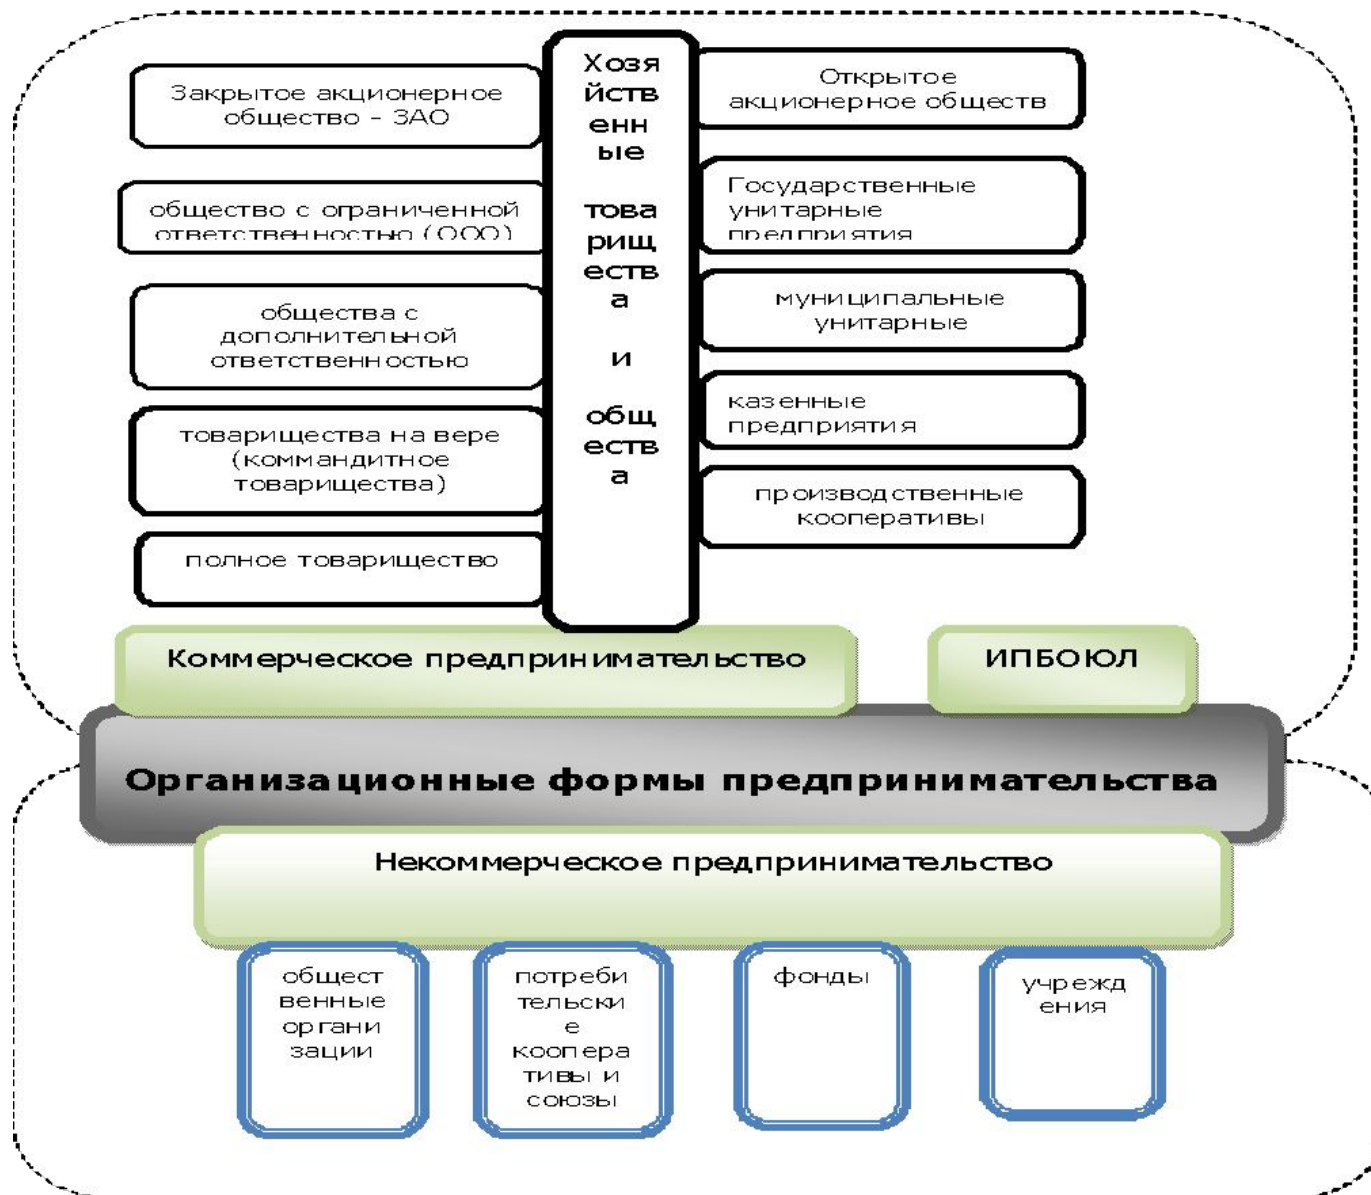 Закрытое акционерное
общество – ЗАО
общество с ограниченной
ответственностью (ООО)
общества с
дополнительной
ответственностью
товарищества на вере
(коммандитное
товарищества)
полное товарищество
Хозя
йств
енн
ые
това
рищ
еств
а
и
общ
еств
а
Открытое
акционерное обществ
Государственные
унитарные
предприятия
муниципальные
унитарные
казенные
предприятия
производственные
кооперативы
Коммерческое предпринимательство
ИПБОЮЛ
Организационные формы предпринимательства
Некоммерческое предпринимательство
общест
венные
органи
зации
потреби
тельски
е
коопера
тивы и
союзы
фонды
учрежд
ения